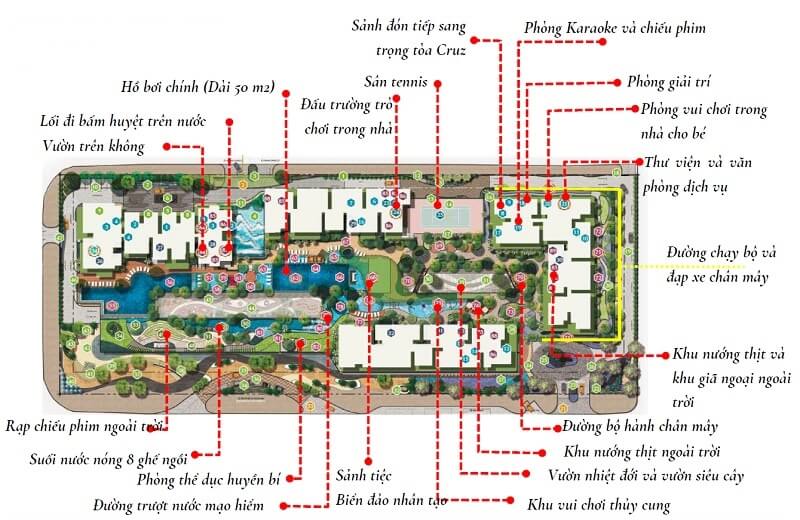 Sảnh đón tiếp sang
trọng tòa Cruz
Phòng Karaoke và chiếu phim
Hồ bơi chính (Dài 50 m2)
Sân tennis
Phòng giải trí
Lối đi bấm huyệt trên nước
Đấu trường trò
chơi trong nhà
Phòng vui chơi trong
nhà cho bé
Vườn trên không
Thư viện và văn
phòng dịch vụ
Đường chạy bộ và
đạp xe chân mây
Khu nướng thịt và
khu giã ngoại ngoài
trời
Rạp chiếu phim ngoài trời
Đường bộ hành chân mây
Suối nước nóng 8 ghế ngồi
Khu nướng thịt ngoài trời
Phòng thể dục huyền bí
Sảnh tiệc
Vườn nhiệt đới và vườn siêu cây
Đường trượt nước mạo hiểm
Biển đảo nhân tạo
Khu vui chơi thủy cung